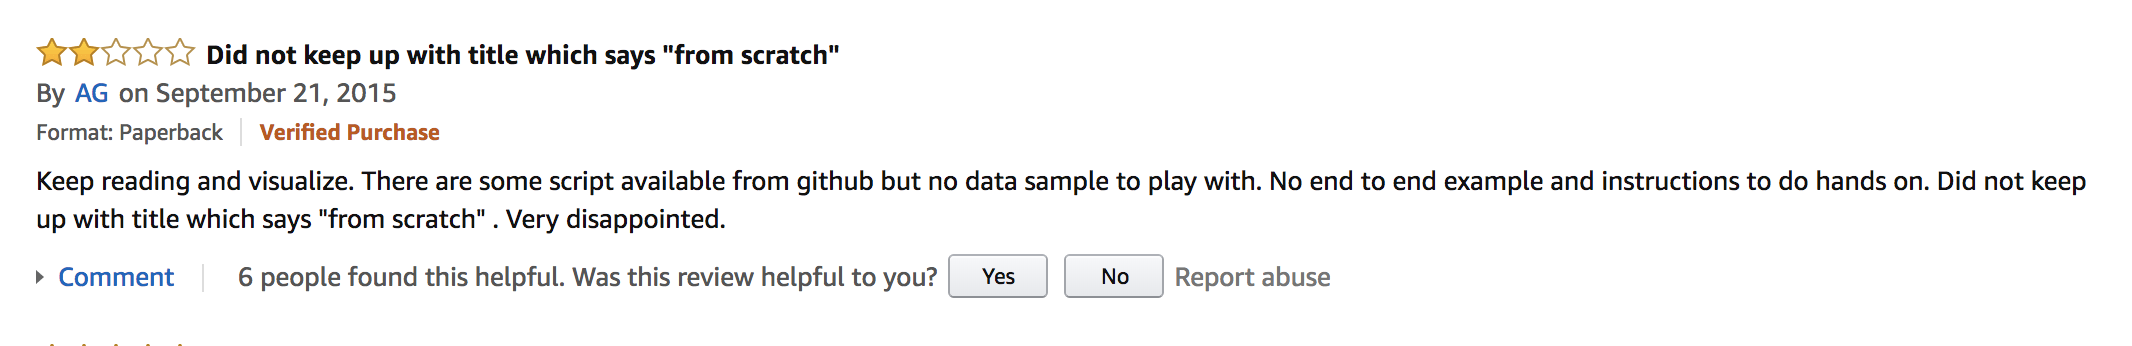 Did not keep up with title which says "from scratch"
By AG on September 21, 2015
Format: Paperback Verified Purchase
Keep reading and visualize. There are some script available from github but no data sample to play with. No end to end example and instructions to do hands on. Did not keep
up with title which says "from scratch" . Very disappointed.
Comment 6 people found this helpful. Was this review helpful to you? Yes No Report abuse